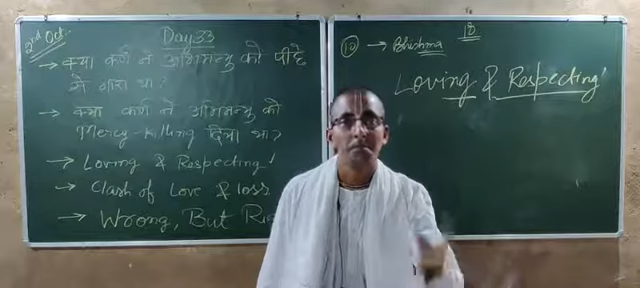 2nd Oct.
Day 33
→ क्या कर्ण ने अभिमन्यु को पीछे
से मारा था?
→ क्या कर्ण ने अभिमन्यु को
Mercy-killing दिया था?
→ Loving & Respecting!
→ Clash of Love & loss
→ Wrong, But
18
10 → Bhishma
Loving & Respecting!